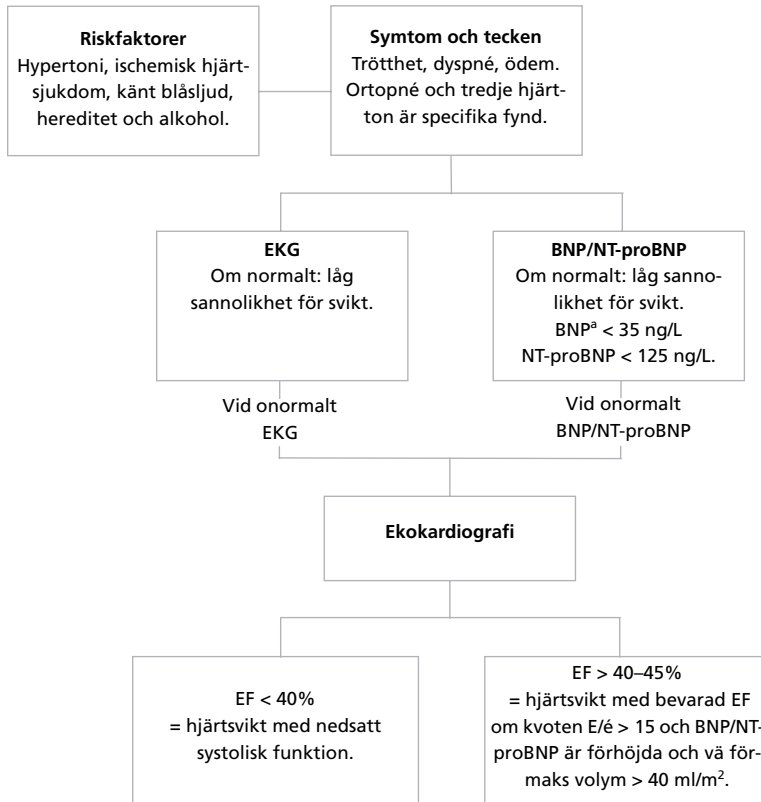 Riskfaktorer
Hypertoni, ischemisk hjärt-
sjukdom, känt blåsljud,
hereditet och alkohol.
Symtom och tecken
Trötthet, dyspné, ödem.
Ortopné och tredje hjärt-
ton är specifika fynd.
EKG
Om normalt: låg
sannolikhet för svikt.
BNP/NT-proBNP
Om normalt: låg sanno-
likhet för svikt.
BNPᵃ < 35 ng/L
NT-proBNP < 125 ng/L.
Vid onormalt
EKG
Vid onormalt
BNP/NT-proBNP
Ekokardiografi
EF < 40%
= hjärtsvikt med nedsatt
systolisk funktion.
EF > 40–45%
= hjärtsvikt med bevarad EF
om kvoten E/é > 15 och BNP/NT-
proBNP är förhöjda och vä för-
maks volym > 40 ml/m².